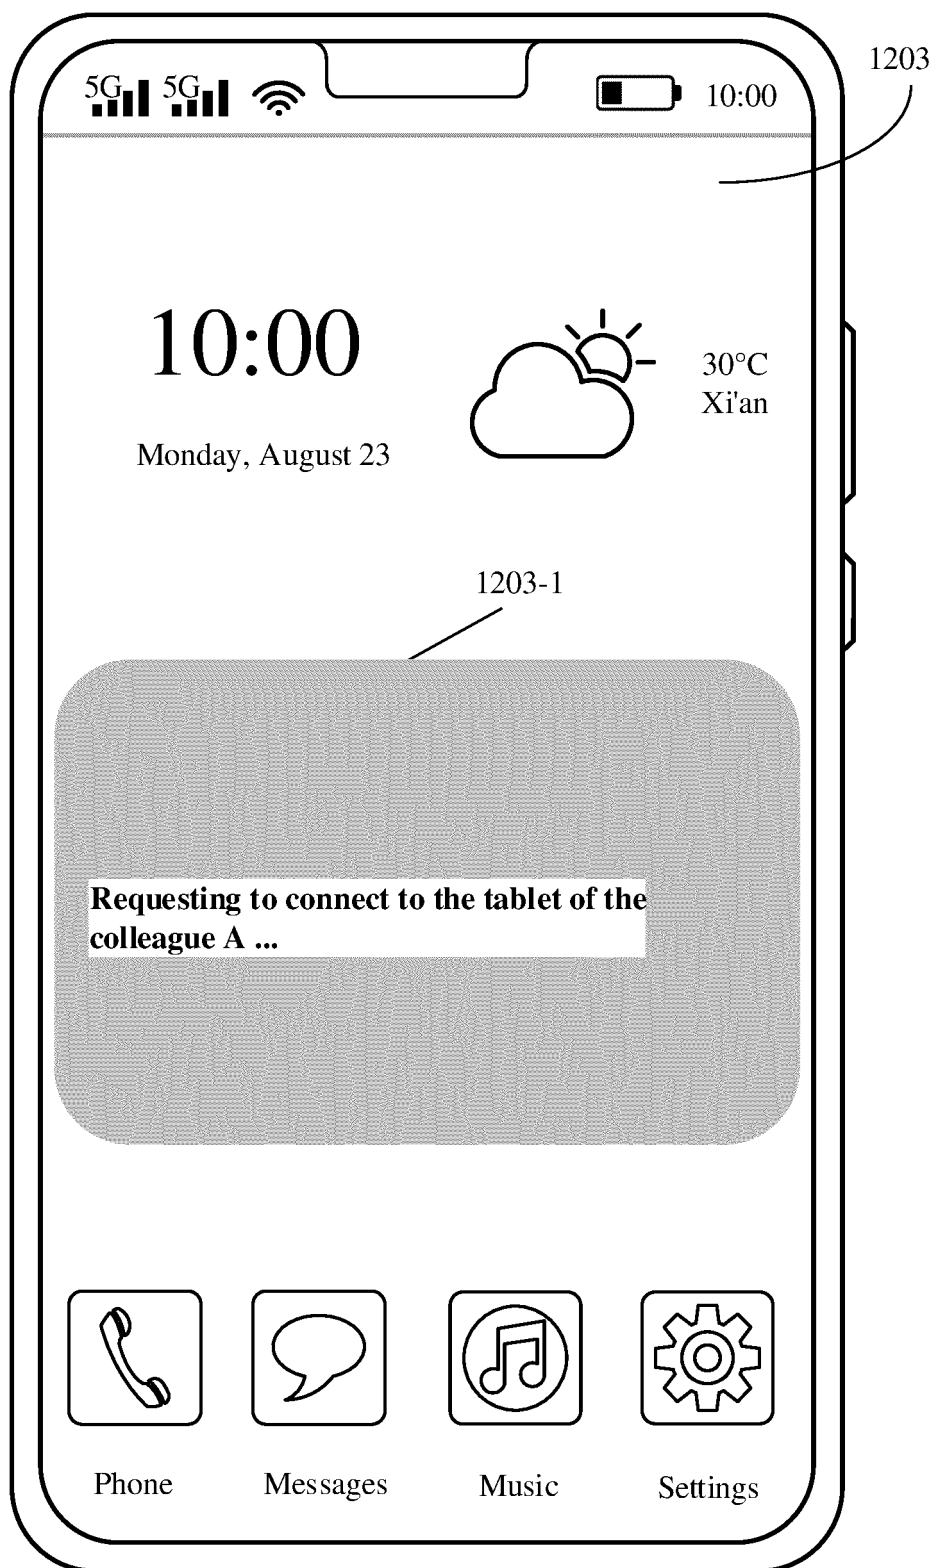 1203
5G 5G 10:00
10:00
30°C
Xi'an
Monday, August 23
1203-1
Requesting to connect to the tablet of the
colleague A ...
Phone Messages Music Settings